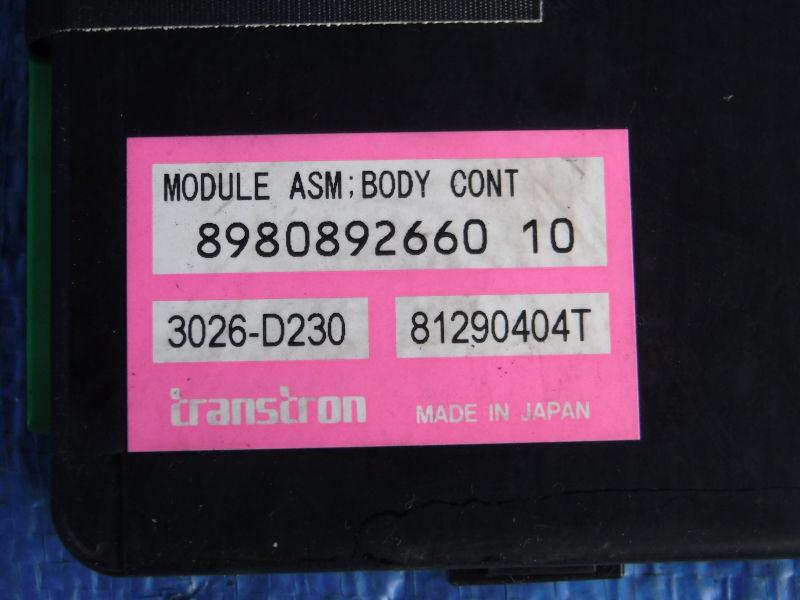 MODULE ASM;BODY CONT
8980892660 10
3026-D230 81290404T
transtron MADE IN JAPAN